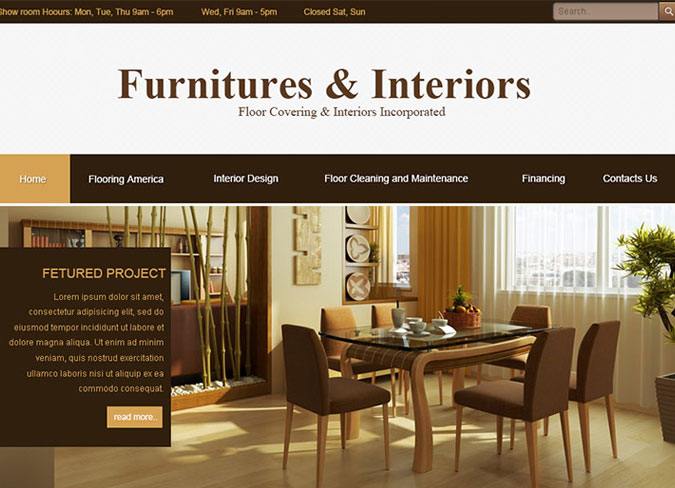 Show room Hoours: Mon, Tue, Thu 9am - 6pm Wed, Fri 9am - 5pm Closed Sat, Sun Search..
Furnitures & Interiors
Floor Covering & Interiors Incorporated
Home Flooring America Interior Design Floor Cleaning and Maintenance Financing Contacts Us
FETURED PROJECT
Lorem ipsum dolor sit amet,
consectetur adipisicing elit, sed do
eiusmod tempor incididunt ut labore et
dolore magna aliqua. Ut enim ad minim
veniam, quis nostrud exercitation
ullamco laboris nisi ut aliquip ex ea
commodo consequat.
read more..